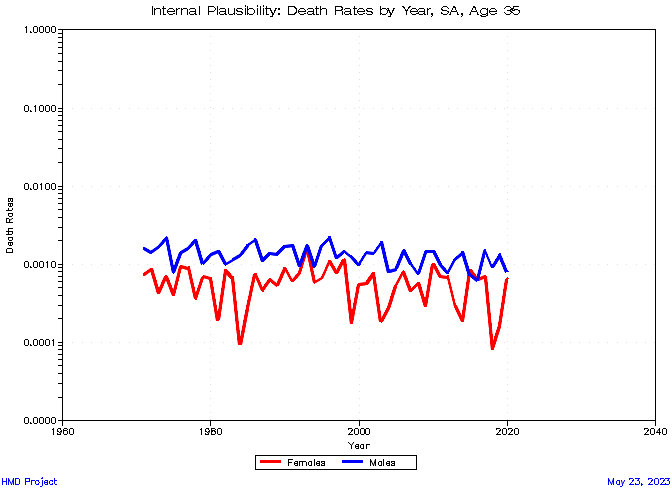 Internal Plausibility: Death Rates by Year, SA, Age 35
1.0000
0.1000
0.0100
0.0010
0.0001
0.0000
Death Rates
1960 1980 2000 2020 2040
Year
Females Males
HMD Project
May 23, 2023